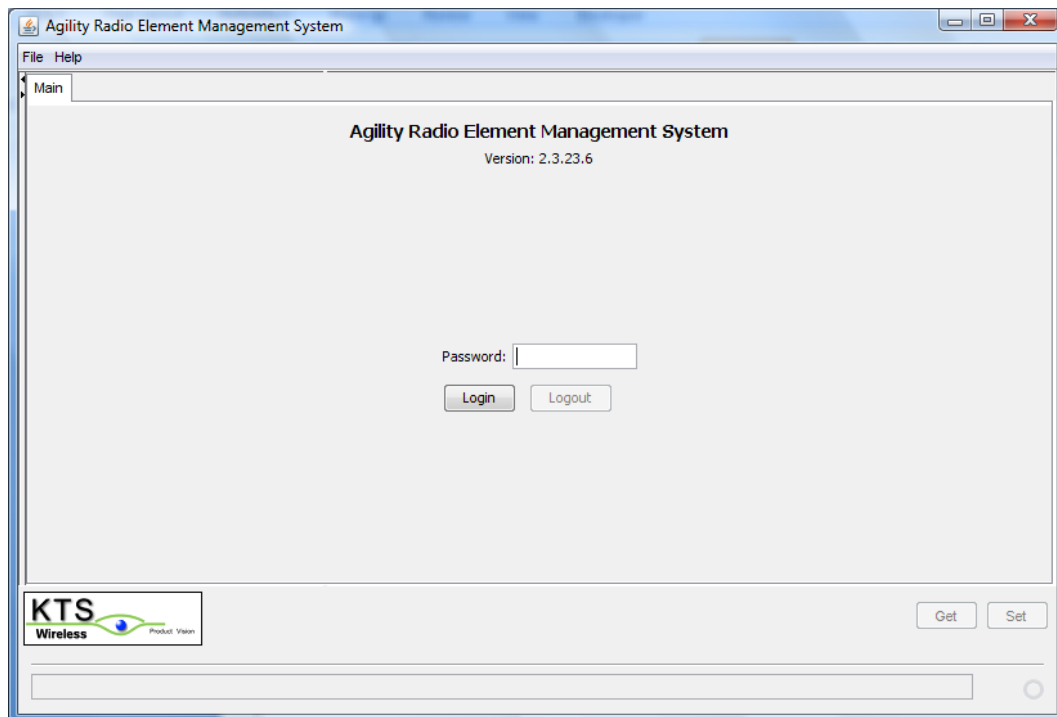 Agility Radio Element Management System
File Help
Main
Agility Radio Element Management System
Version: 2.3.23.6
Password:
Login Logout
KTS
Wireless Product Vision
Get Set